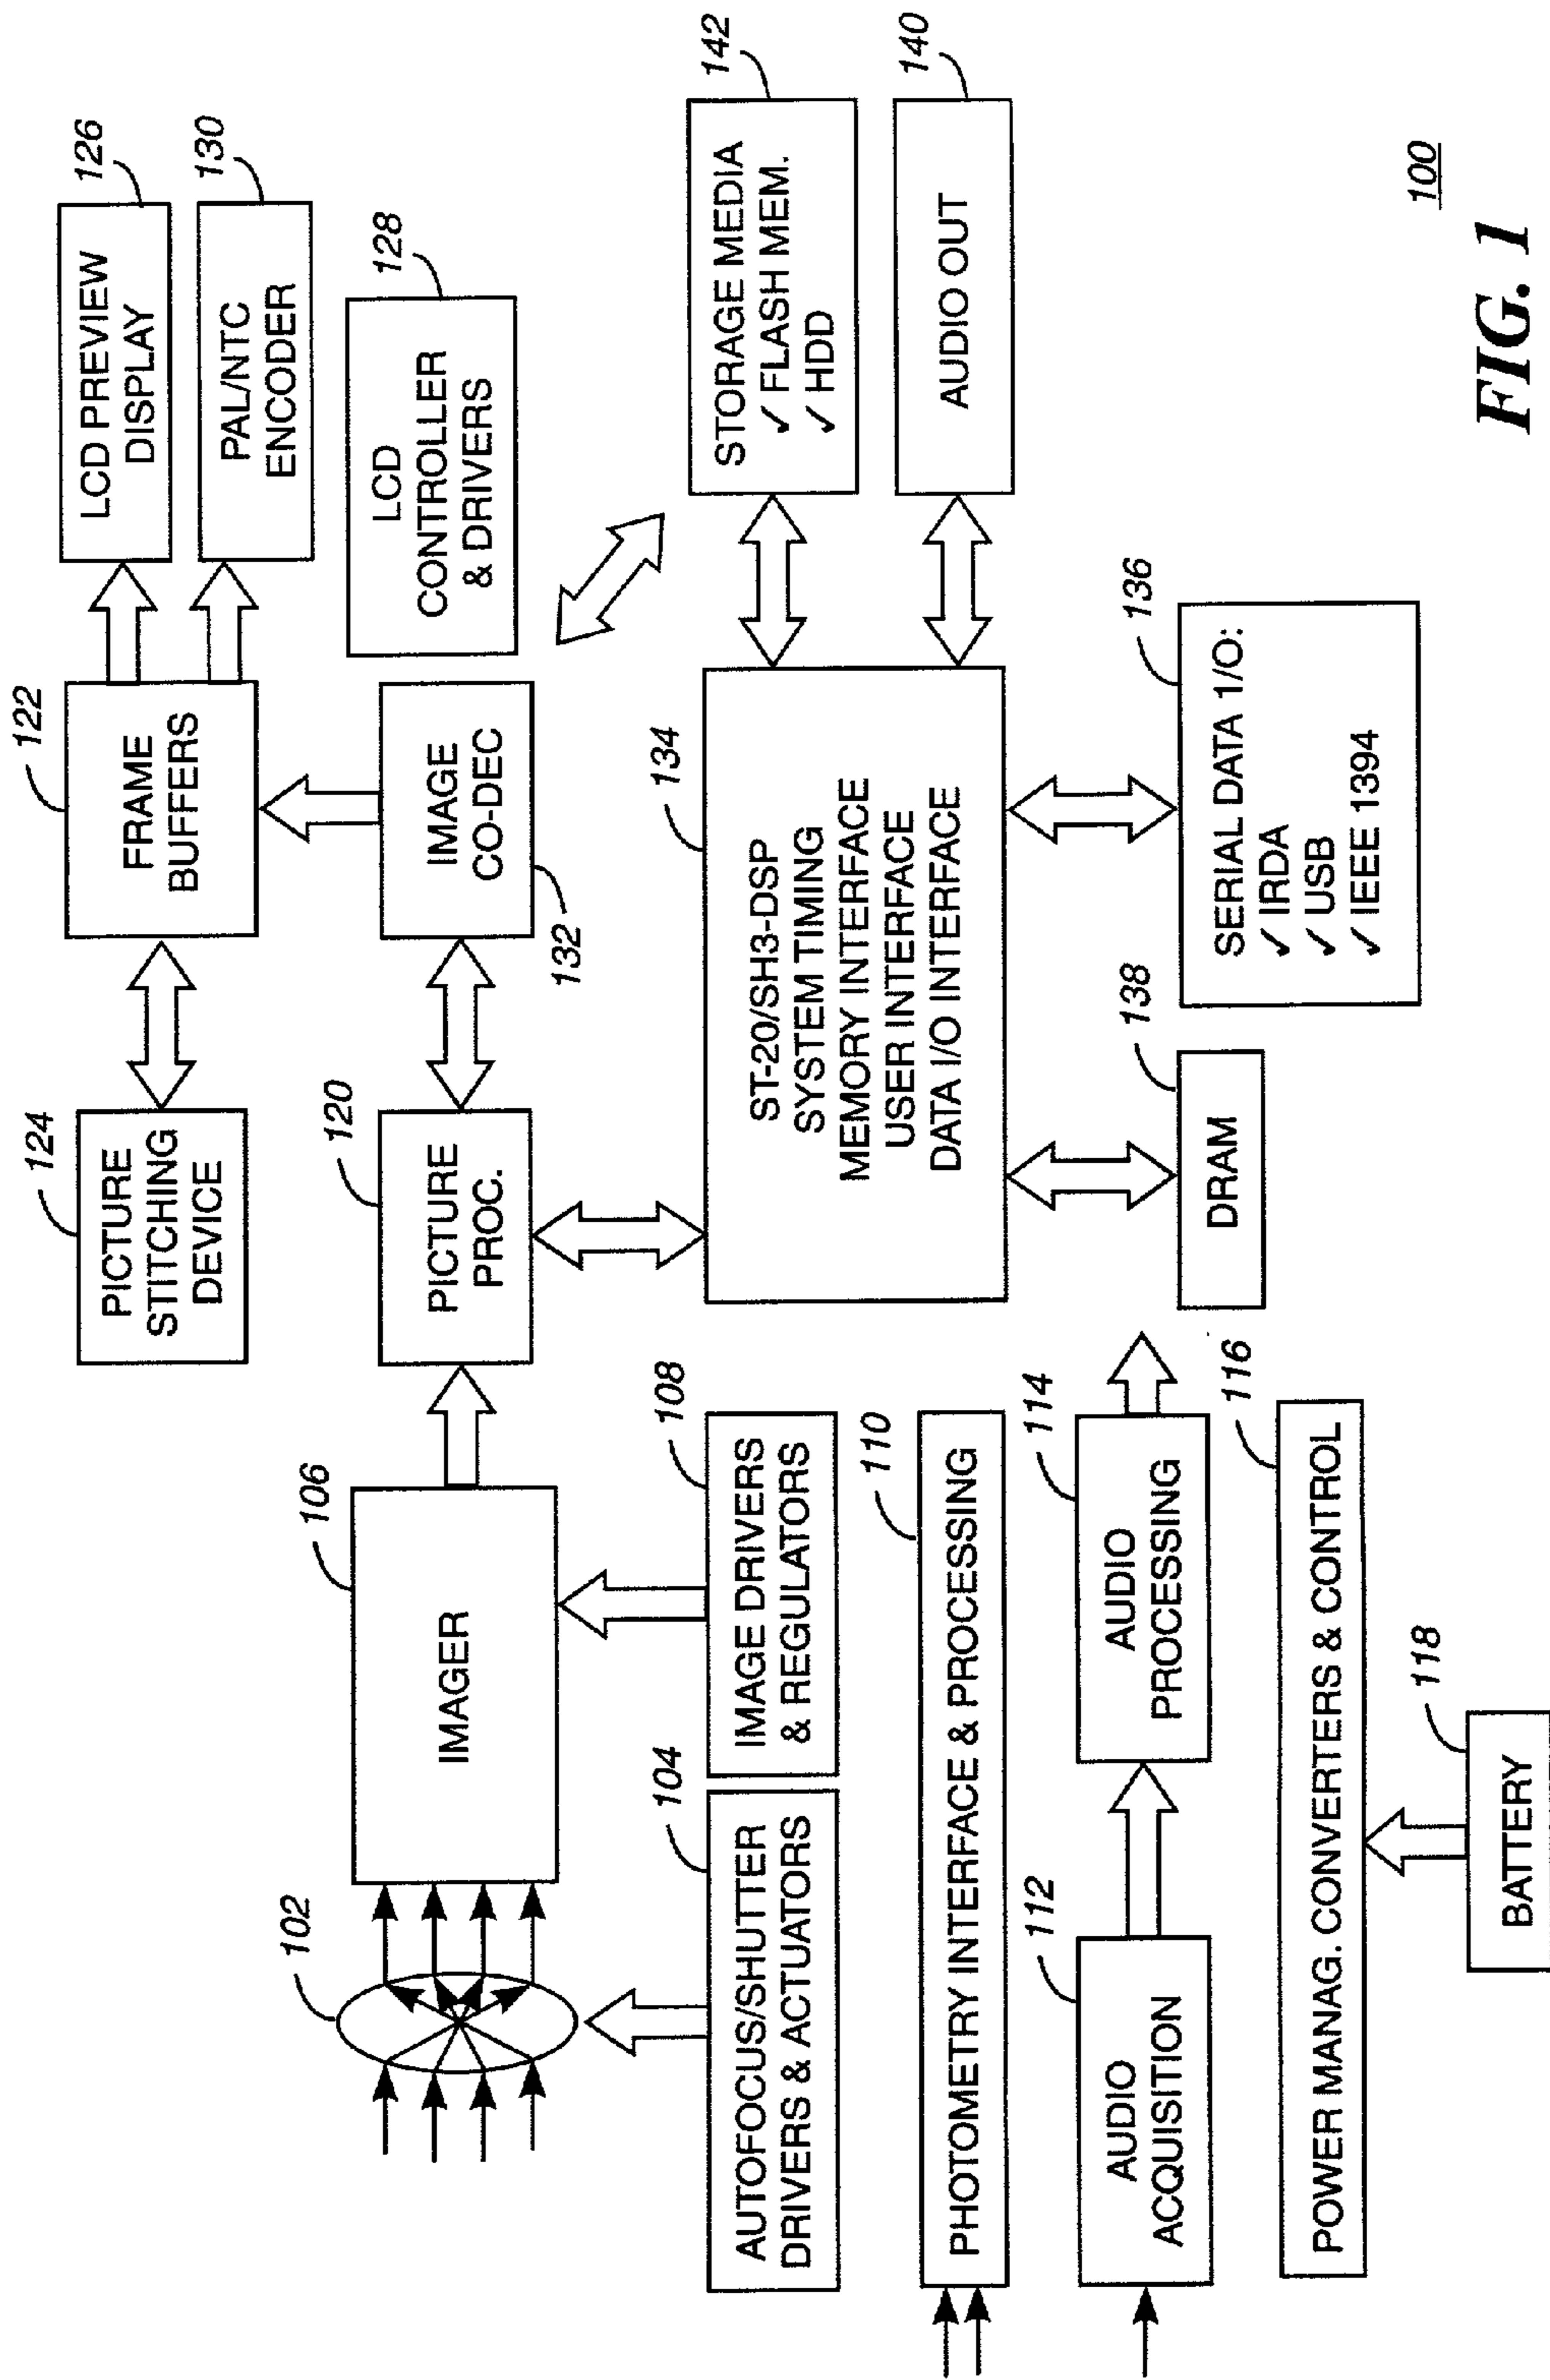 122
126
124
FRAME
BUFFERS
LCD PREVIEW
DISPLAY
PICTURE
STITCHING
DEVICE
130
PAL/NTC
ENCODER
102
106
120
128
IMAGER
PICTURE
PROC.
IMAGE
CO-DEC
132
LCD
CONTROLLER
& DRIVERS
104
108
134
142
AUTOFOCUS/SHUTTER
DRIVERS & ACTUATORS
IMAGE DRIVERS
& REGULATORS
ST-20/SH3-DSP
SYSTEM TIMING
MEMORY INTERFACE
USER INTERFACE
DATA I/O INTERFACE
STORAGE MEDIA
✓ FLASH MEM.
✓ HDD
110
PHOTOMETRY INTERFACE & PROCESSING
140
AUDIO OUT
112
114
138
136
AUDIO
ACQUISITION
AUDIO
PROCESSING
DRAM
SERIAL DATA 1/O:
✓ IRDA
✓ USB
✓ IEEE 1394
116
POWER MANAG. CONVERTERS & CONTROL
118
BATTERY
100
FIG. 1